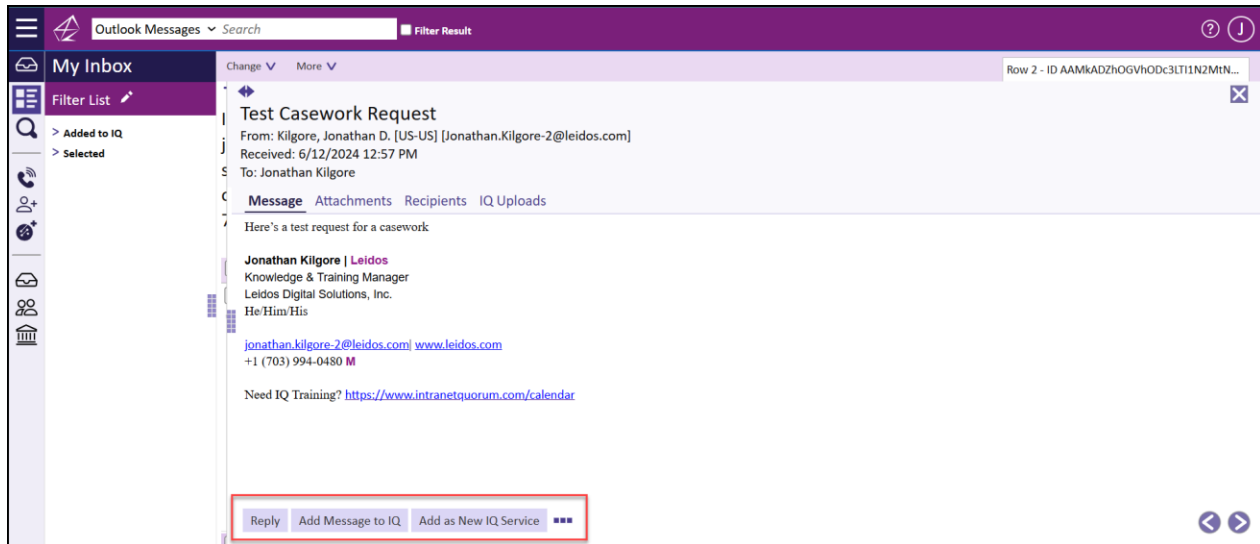 Outlook Messages Search Filter Result ? J
My Inbox Change More Row 2 - ID AAMkADZhOGVhODc3LTI1N2MtN...
Filter List
> Added to IQ
> Selected
Test Casework Request
From: Kilgore, Jonathan D. [US-US] [Jonathan.Kilgore-2@leidos.com]
Received: 6/12/2024 12:57 PM
To: Jonathan Kilgore
Message Attachments Recipients IQ Uploads
Here's a test request for a casework
Jonathan Kilgore | Leidos
Knowledge & Training Manager
Leidos Digital Solutions, Inc.
He/Him/His
jonathan.kilgore-2@leidos.com| www.leidos.com
+1 (703) 994-0480 M
Need IQ Training? https://www.intranetquorum.com/calendar
Reply Add Message to IQ Add as New IQ Service